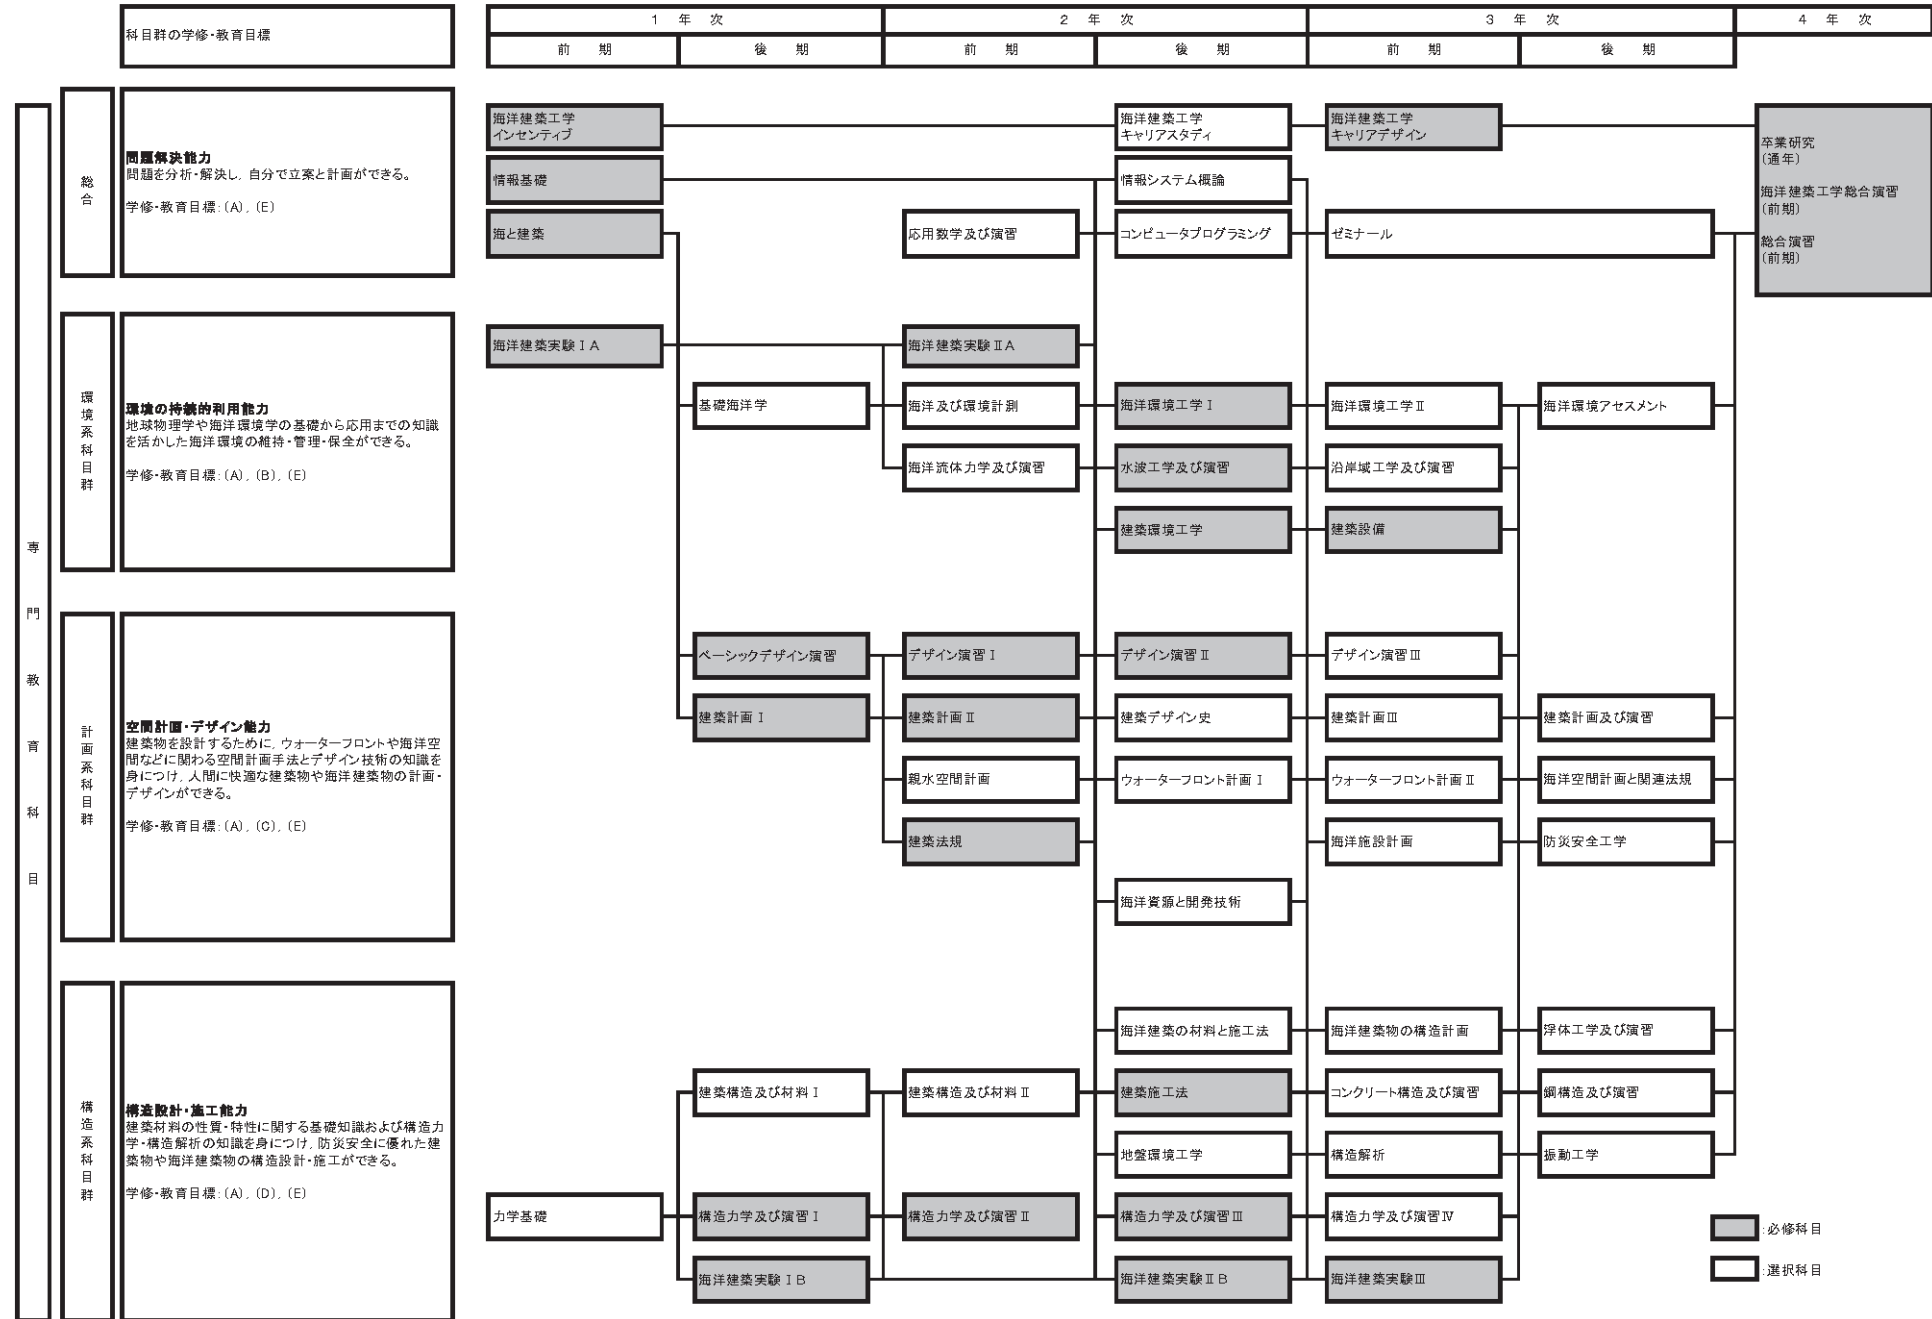 科目群の学修・教育目標
1 年 次
2 年 次
3 年 次
4 年 次
前 期
後 期
前 期
後 期
前 期
後 期
専門教育科目
総合
問題解決能力
問題を分析・解決し，自分で立案と計画ができる。
学修・教育目標：(A)，(E)
海洋建築工学
インセンティブ
海洋建築工学
キャリアスタディ
海洋建築工学
キャリアデザイン
情報基礎
情報システム概論
海と建築
応用数学及び演習
コンピュータプログラミング
ゼミナール
卒業研究
(通年)
海洋建築工学総合演習
(前期)
総合演習
(前期)
環境系科目群
環境の持続的利用能力
地球物理学や海洋環境学の基礎から応用までの知識
を活かした海洋環境の維持・管理・保全ができる。
学修・教育目標：(A)，(B)，(E)
海洋建築実験ⅠA
海洋建築実験ⅡA
基礎海洋学
海洋及び環境計測
海洋環境工学Ⅰ
海洋環境工学Ⅱ
海洋環境アセスメント
海洋流体力学及び演習
水波工学及び演習
沿岸域工学及び演習
建築環境工学
建築設備
計画系科目群
空間計画・デザイン能力
建築物を設計するために，ウォーターフロントや海洋空
間などに関わる空間計画手法とデザイン技術の知識を
身につけ，人間に快適な建築物や海洋建築物の計画・
デザインができる。
学修・教育目標：(A)，(C)，(E)
ベーシックデザイン演習
デザイン演習Ⅰ
デザイン演習Ⅱ
デザイン演習Ⅲ
建築計画Ⅰ
建築計画Ⅱ
建築デザイン史
建築計画Ⅲ
建築計画及び演習
親水空間計画
ウォーターフロント計画Ⅰ
ウォーターフロント計画Ⅱ
海洋空間計画と関連法規
建築法規
海洋施設計画
防災安全工学
海洋資源と開発技術
構造系科目群
構造設計・施工能力
建築材料の性質・特性に関する基礎知識および構造力
学・構造解析の知識を身につけ，防災安全に優れた建
築物や海洋建築物の構造設計・施工ができる。
学修・教育目標：(A)，(D)，(E)
海洋建築の材料と施工法
海洋建築物の構造計画
浮体工学及び演習
建築構造及び材料Ⅰ
建築構造及び材料Ⅱ
建築施工法
コンクリート構造及び演習
鋼構造及び演習
地盤環境工学
構造解析
振動工学
力学基礎
構造力学及び演習Ⅰ
構造力学及び演習Ⅱ
構造力学及び演習Ⅲ
構造力学及び演習Ⅳ
海洋建築実験ⅠB
海洋建築実験ⅡB
海洋建築実験Ⅲ
:必修科目
:選択科目